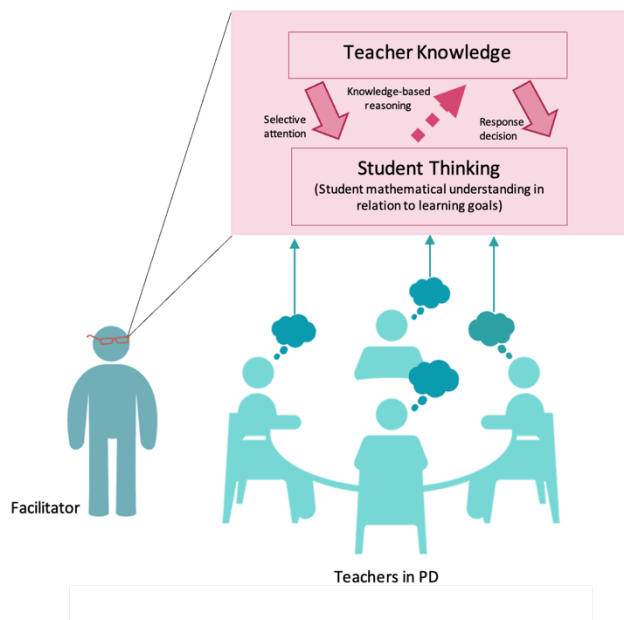 Teacher Knowledge
Knowledge-based
reasoning
Selective
attention
Response
decision
Student Thinking
(Student mathematical understanding in
relation to learning goals)
Facilitator
Teachers in PD